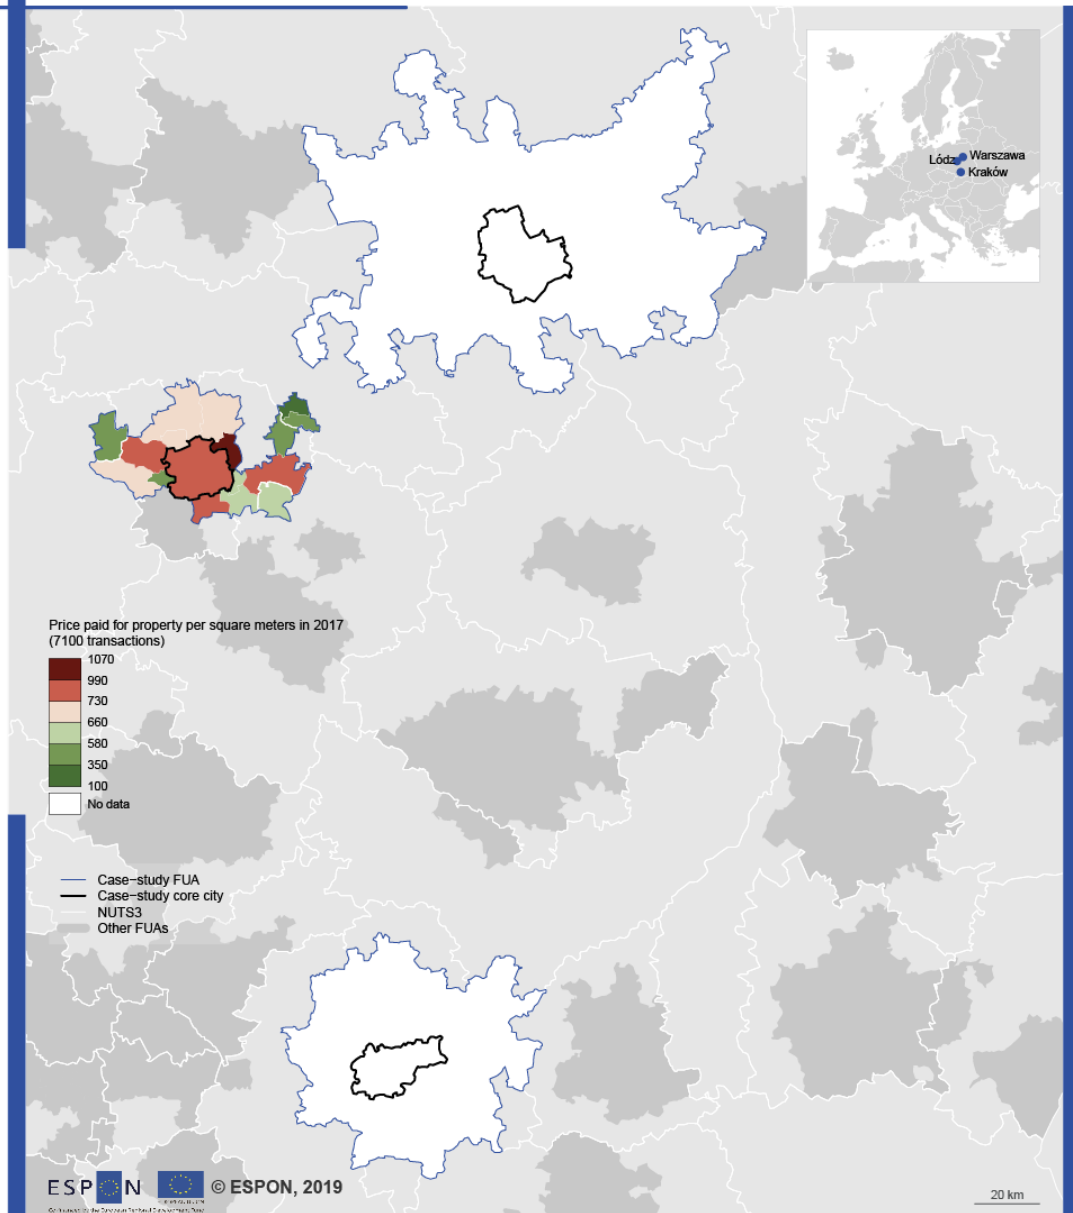 Lódz
Warszawa
Kraków
Price paid for property per square meters in 2017
(7100 transactions)
1070
990
730
660
580
350
100
No data
Case-study FUA
Case-study core city
NUTS3
Other FUAs
ESPON
© ESPON, 2019
20 km